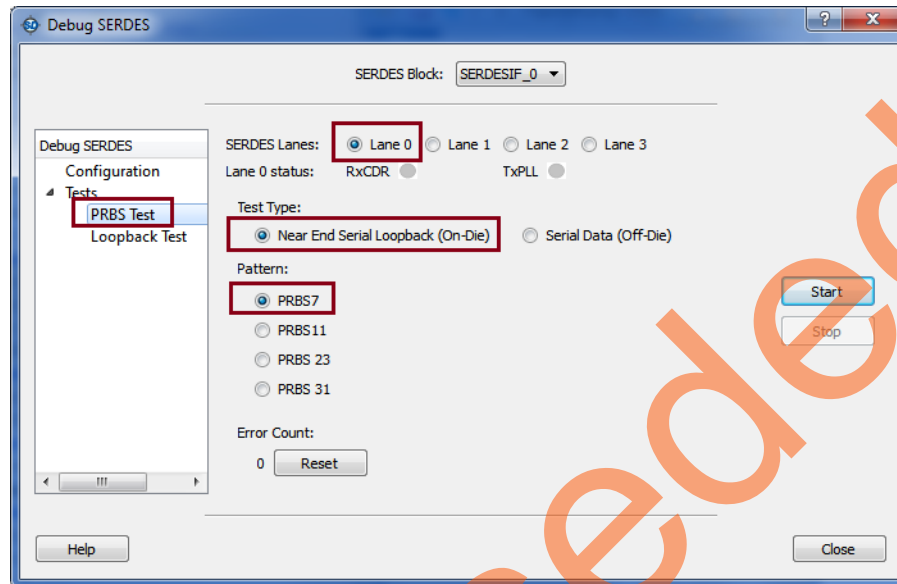 Debug SERDES
SERDES Block: SERDESIF_0
Debug SERDES
Configuration
Tests
PRBS Test
Loopback Test
SERDES Lanes: Lane 0 Lane 1 Lane 2 Lane 3
Lane 0 status: RxCDR TxPLL
Test Type:
Near End Serial Loopback (On-Die) Serial Data (Off-Die)
Pattern:
PRBS7
PRBS11
PRBS 23
PRBS 31
Start
Stop
Error Count:
0 Reset
Help Close
seded